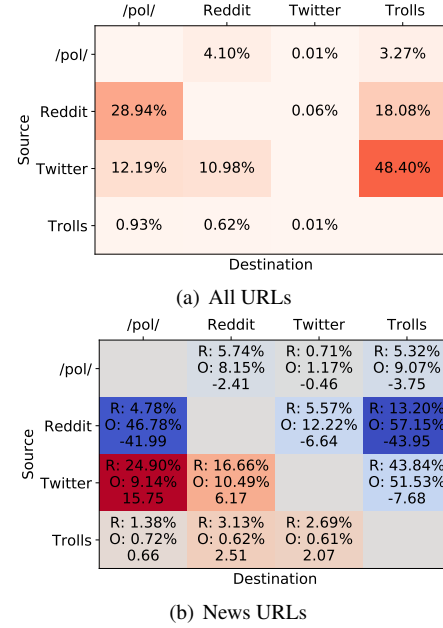 /pol/ Reddit Twitter Trolls
/pol/ 4.10% 0.01% 3.27%
Reddit 28.94% 0.06% 18.08%
Source
Twitter 12.19% 10.98% 48.40%
Trolls 0.93% 0.62% 0.01%
Destination
(a) All URLs
/pol/ Reddit Twitter Trolls
R: 5.74% R: 0.71% R: 5.32%
/pol/ O: 8.15% O: 1.17% O: 9.07%
-2.41 -0.46 -3.75
R: 4.78% R: 5.57% R: 13.20%
Reddit O: 46.78% O: 12.22% O: 57.15%
-41.99 -6.64 -43.95
Source
R: 24.90% R: 16.66% R: 43.84%
Twitter O: 9.14% O: 10.49% O: 51.53%
15.75 6.17 -7.68
R: 1.38% R: 3.13% R: 2.69%
Trolls O: 0.72% O: 0.62% O: 0.61%
0.66 2.51 2.07
Destination
(b) News URLs